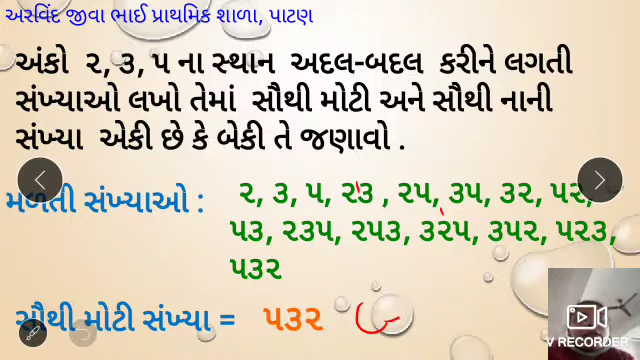 અરવિંદ જીવા ભાઈ પ્રાથમિક શાળા, પાટણ
અંકો ૨, ૩, ૫ ના સ્થાન અદલ-બદલ કરીને લગતી
સંખ્યાઓ લખો તેમાં સૌથી મોટી અને સૌથી નાની
સંખ્યા એકી છે કે બેકી તે જણાવો .
મળતી સંખ્યાઓ :
૨, ૩, ૫, ૨૩ , ૨૫, ૩૫, ૩૨, ૫૨,
૫૩, ૨૩૫, ૨૫૩, ૩૨૫, ૩૫૨, ૫૨૩,
૫૩૨
સૌથી મોટી સંખ્યા = ૫૩૨
V RECORDER